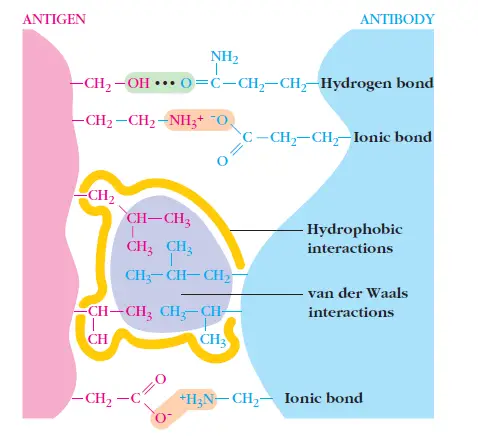 ANTIGEN ANTIBODY
NH₂
–CH₂–OH ••• O=C–CH₂–CH₂– Hydrogen bond
–CH₂–CH₂–NH₃⁺ ⁻O
C–CH₂–CH₂– Ionic bond
O
–CH₂
CH–CH₃
Hydrophobic
CH₃ CH₃ interactions
CH₃–CH–CH₂–
van der Waals
–CH–CH₃ CH₃–CH– interactions
CH CH₃
O
–CH₂–C ⁺H₃N–CH₂– Ionic bond
O⁻